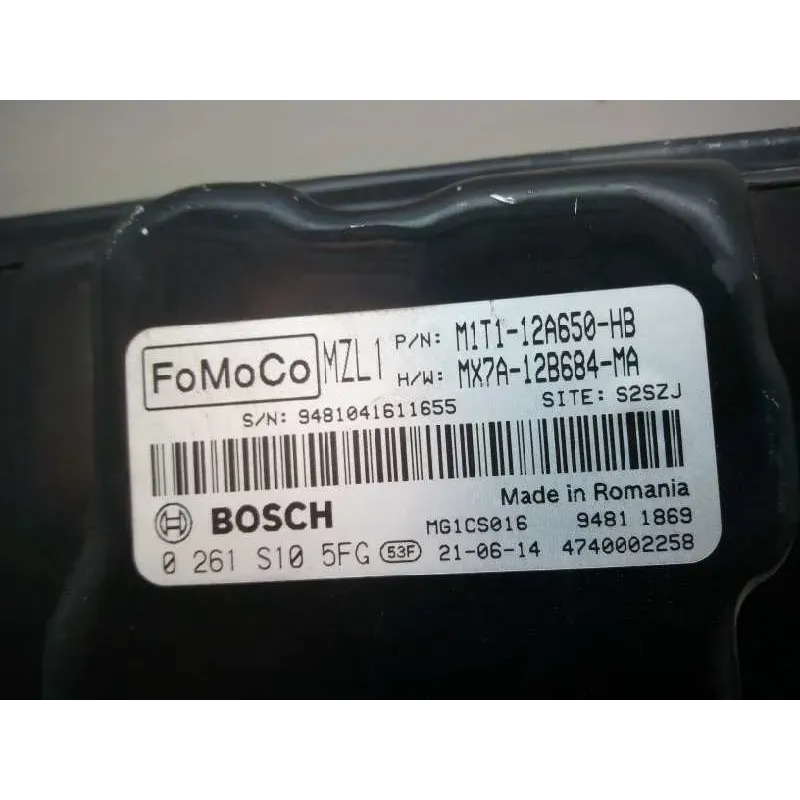 FoMoCo MZL1 P/N: M1T1-12A650-HB
H/W: MX7A-12B684-MA
S/N: 9481041611655 SITE: S2SZJ
Made in Romania
BOSCH MG1CS016 9481 1869
0 261 S10 5FG 53F 21-06-14 4740002258